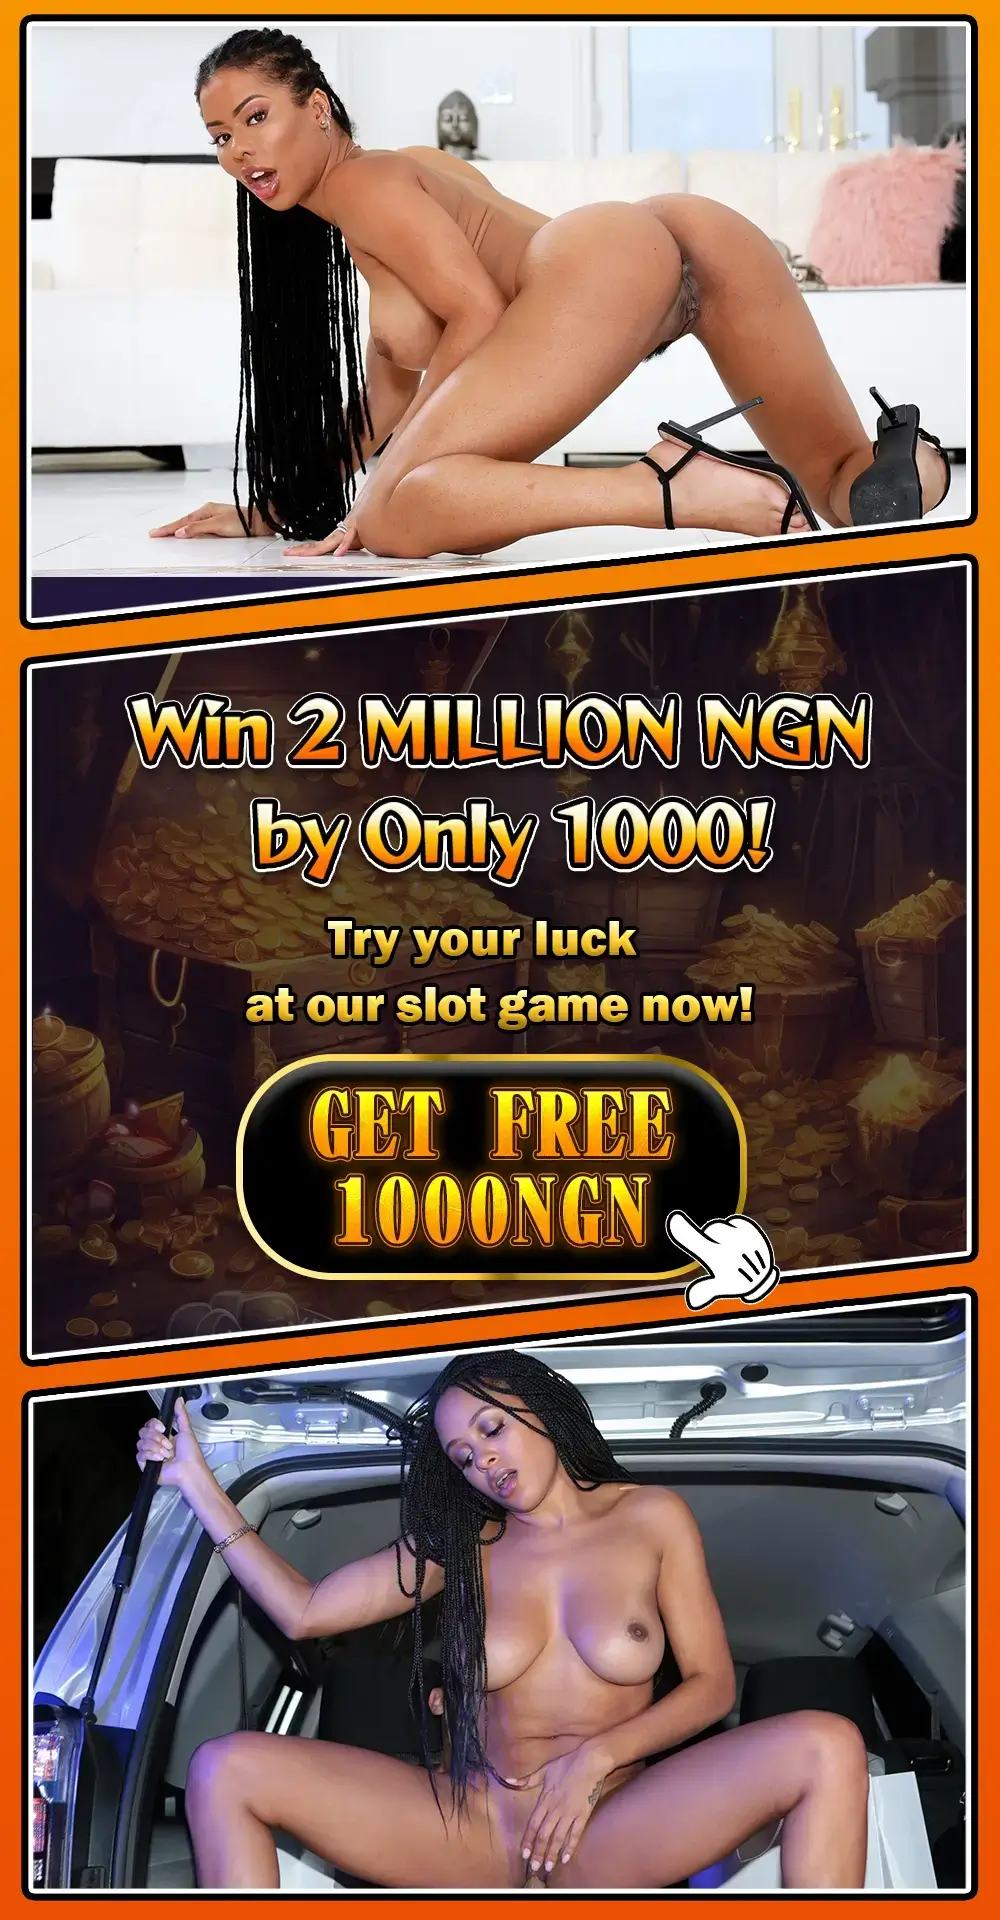 Win 2 MILLION NGN
by Only 1000!
Try your luck
at our slot game now!
GET FREE
1000NGN